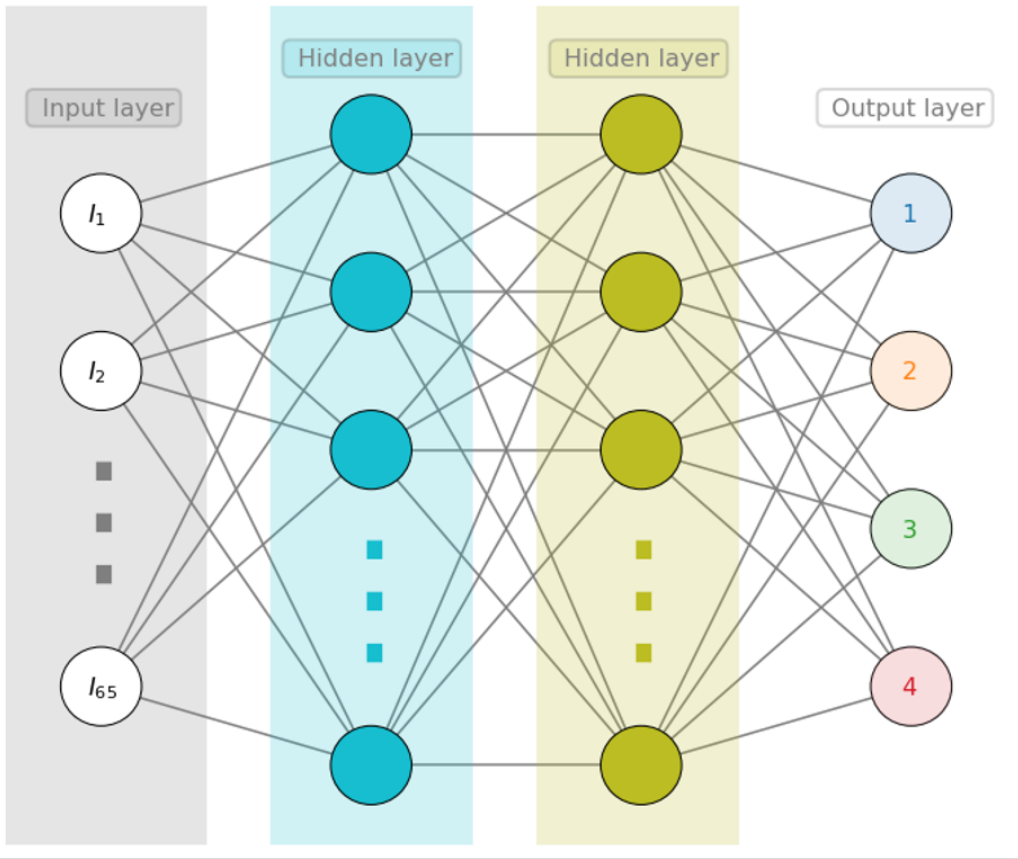 Hidden layer
Hidden layer
Input layer
Output layer
I₁
1
I₂
2
3
I₆₅
4